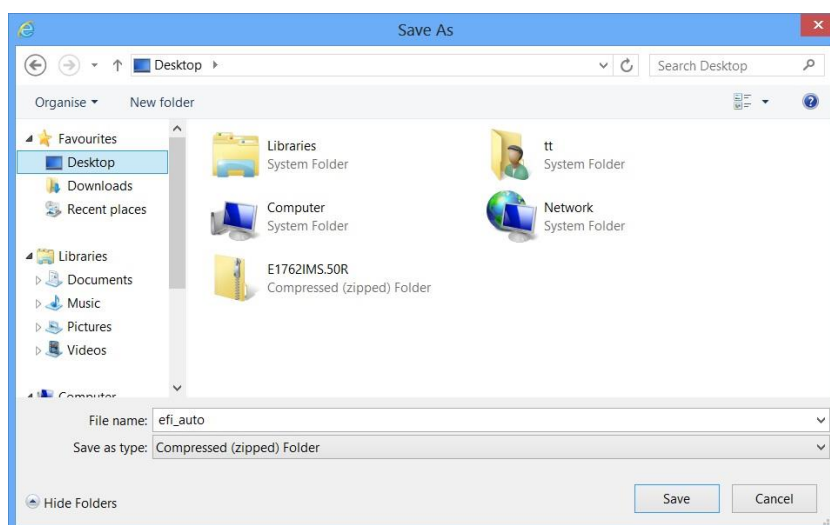 Save As
Desktop
Search Desktop
Organise
New folder
Favourites
Desktop
Downloads
Recent places
Libraries
Documents
Music
Pictures
Videos
Computer
Libraries
System Folder
tt
System Folder
Computer
System Folder
Network
System Folder
E1762IMS.50R
Compressed (zipped) Folder
File name: efi_auto
Save as type: Compressed (zipped) Folder
Hide Folders
Save
Cancel